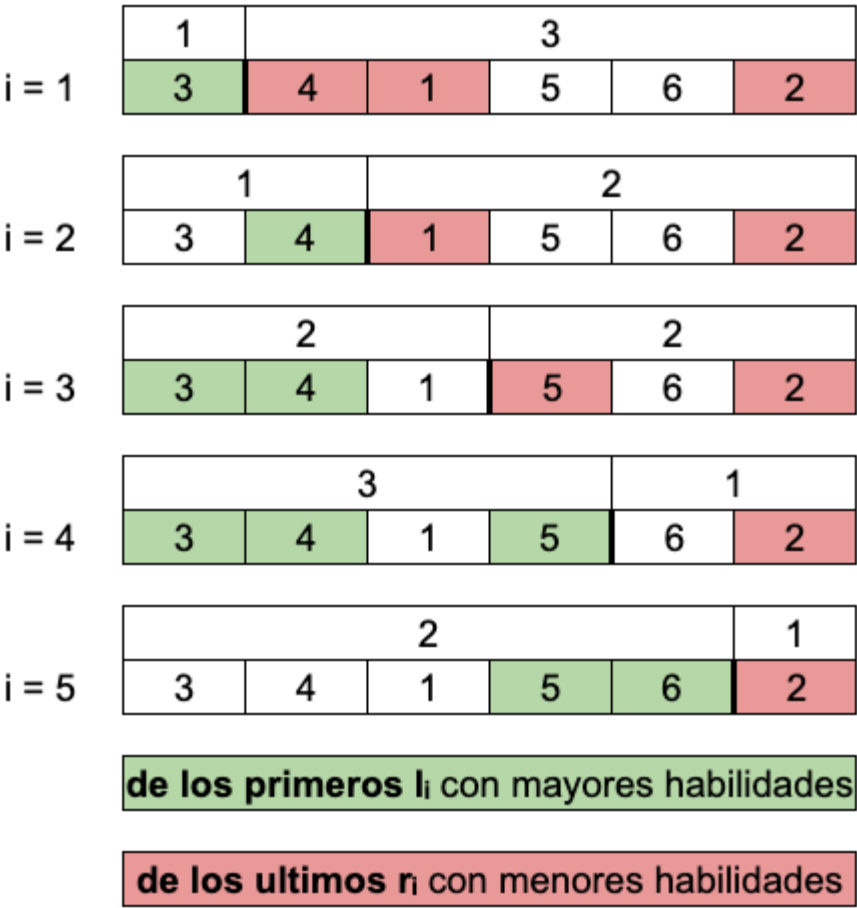 1 3
i = 1 3 4 1 5 6 2
1 2
i = 2 3 4 1 5 6 2
2 2
i = 3 3 4 1 5 6 2
3 1
i = 4 3 4 1 5 6 2
2 1
i = 5 3 4 1 5 6 2
de los primeros lᵢ con mayores habilidades
de los ultimos rᵢ con menores habilidades